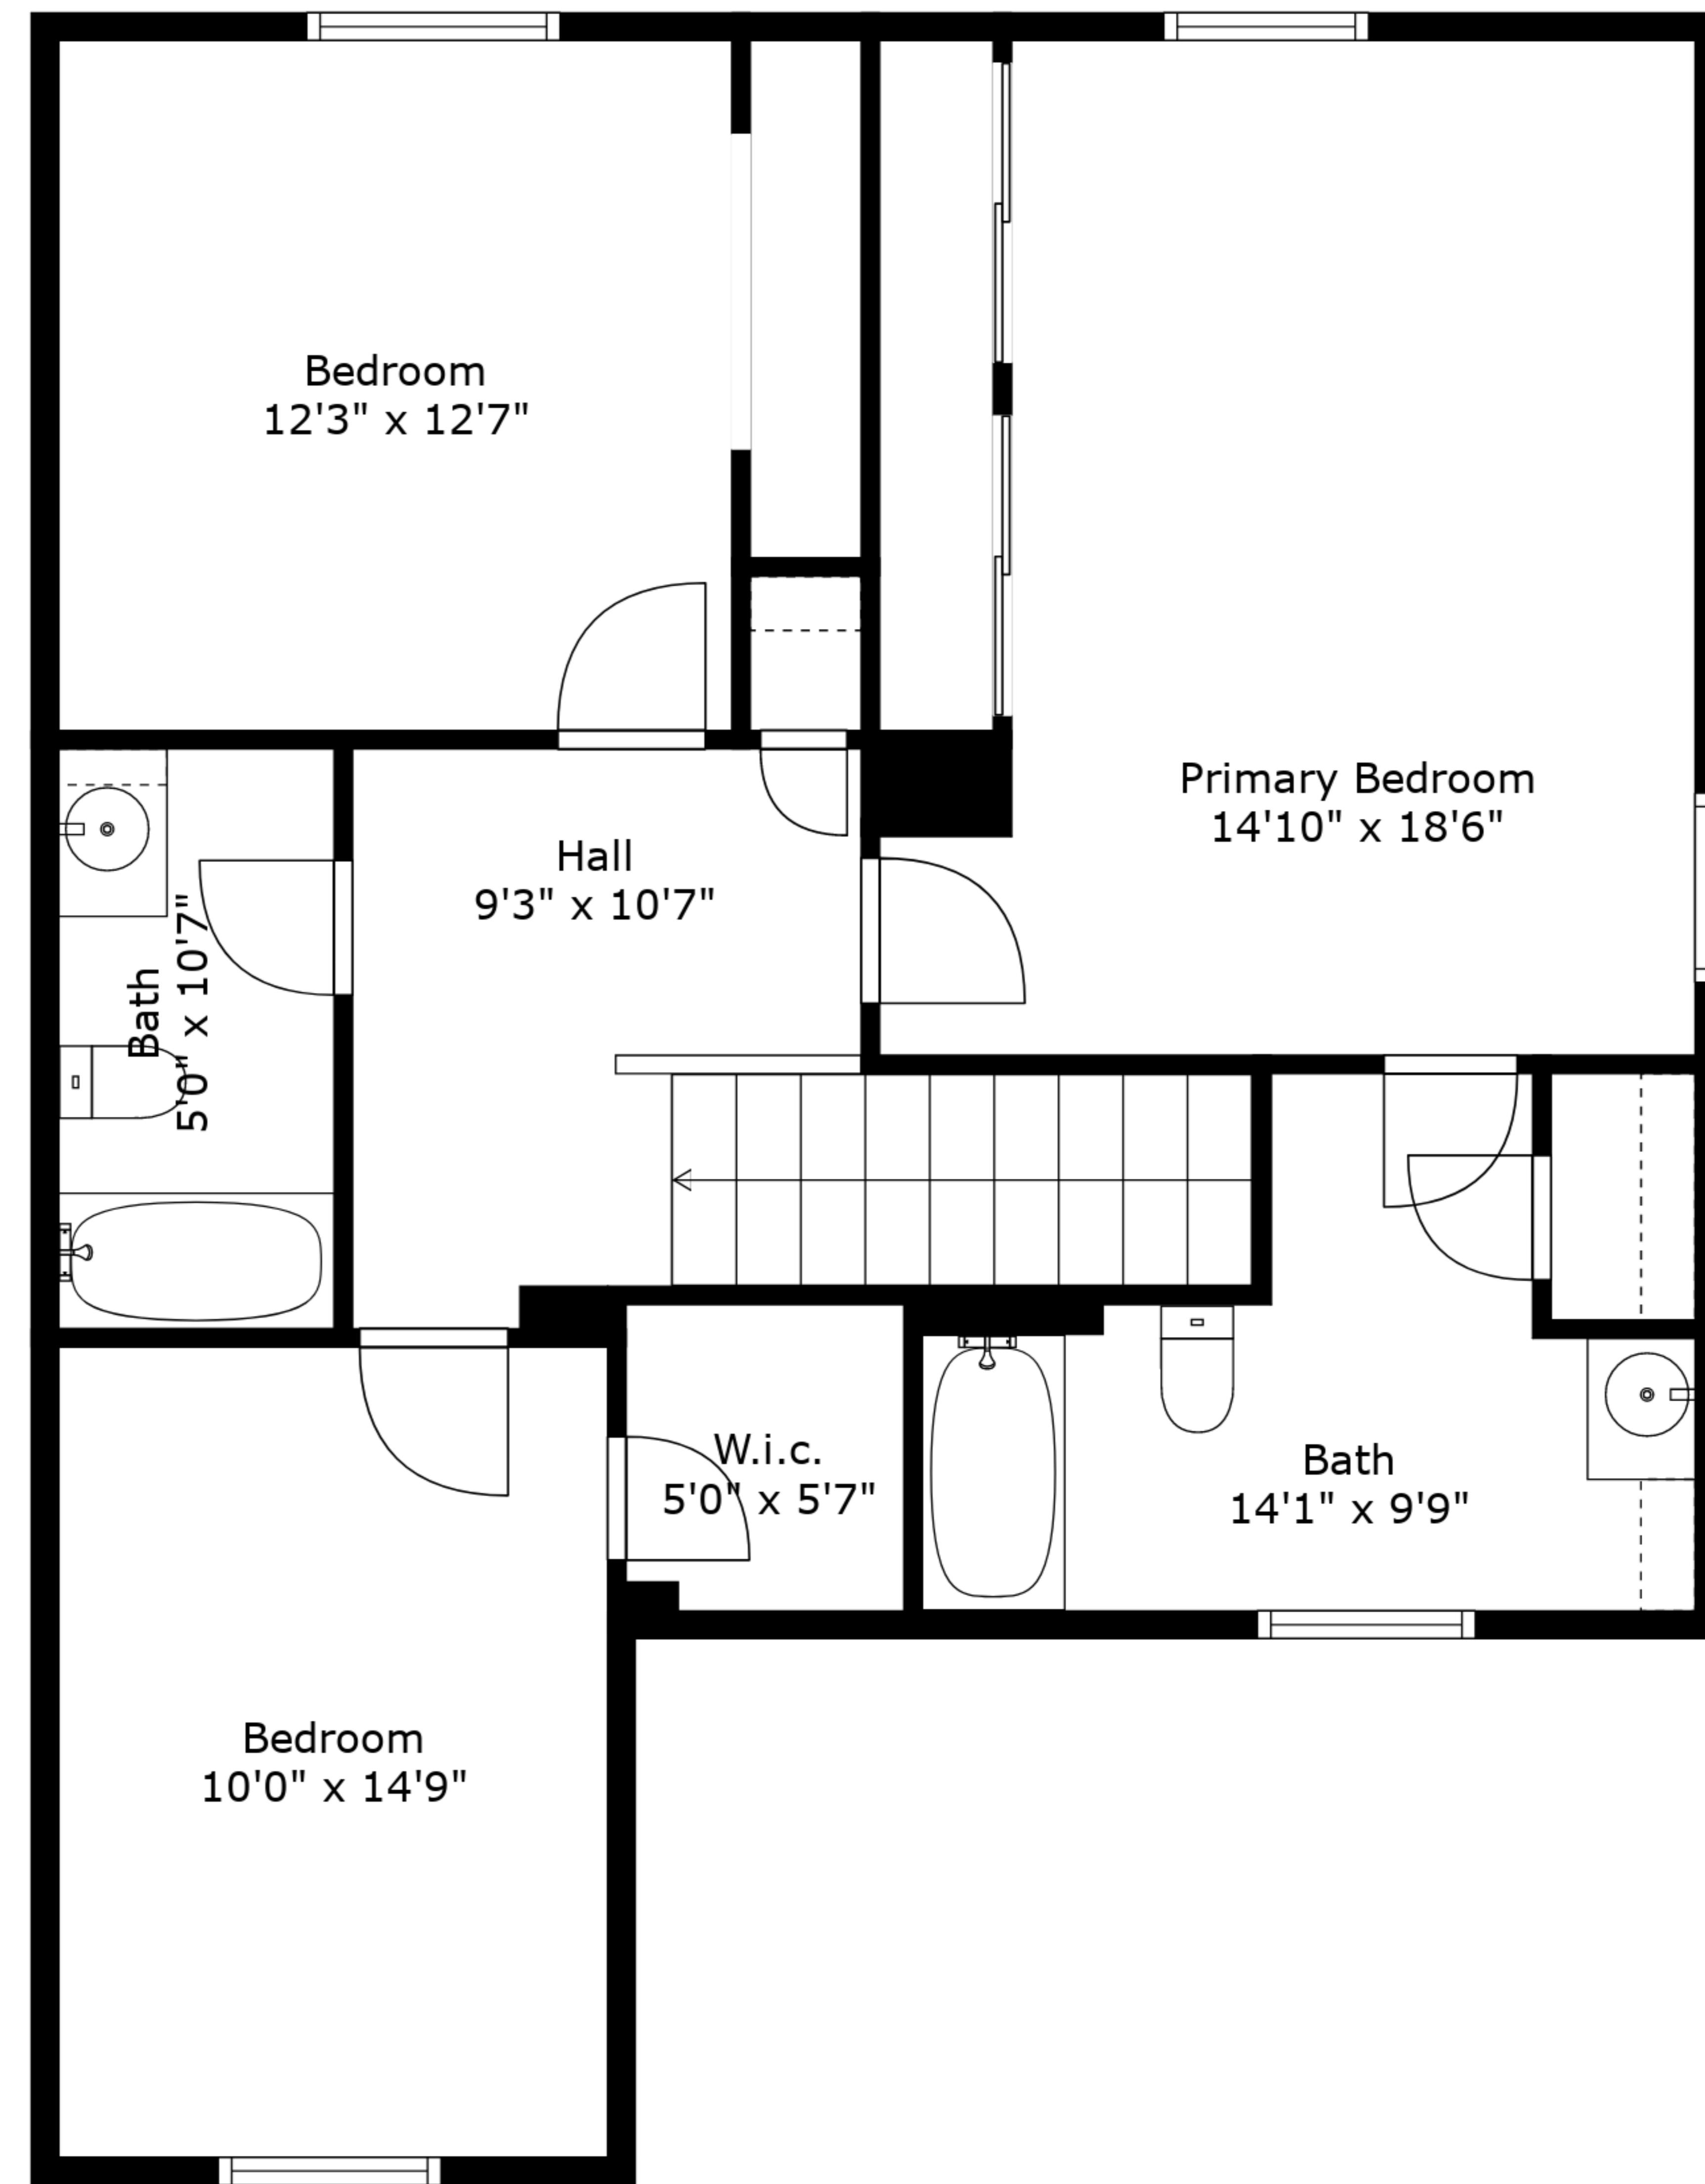 Bedroom
12'3" x 12'7"
Primary Bedroom
14'10" x 18'6"
Hall
9'3" x 10'7"
Bath
5'0" x 10'7"
W.i.c.
5'0" x 5'7"
Bath
14'1" x 9'9"
Bedroom
10'0" x 14'9"